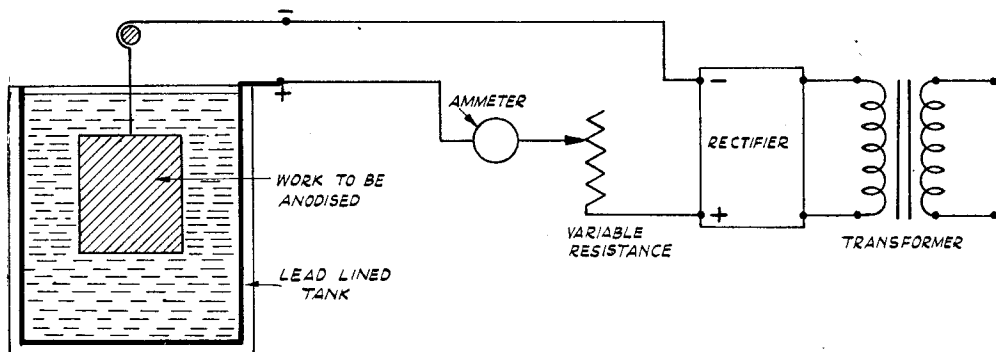 −
+
AMMETER
−
RECTIFIER
+
WORK TO BE
ANODISED
VARIABLE
RESISTANCE
TRANSFORMER
LEAD LINED
TANK